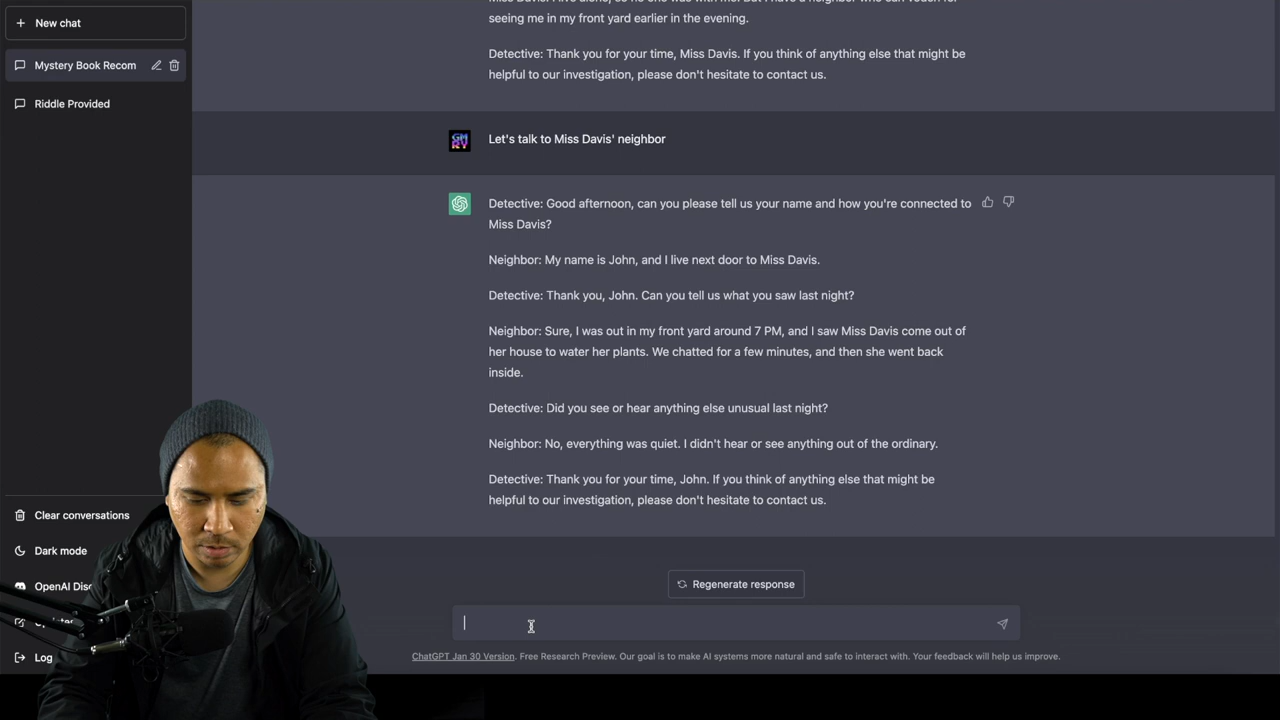 New chat
Mystery Book Recom
Riddle Provided
seeing me in my front yard earlier in the evening.
Detective: Thank you for your time, Miss Davis. If you think of anything else that might be
helpful to our investigation, please don't hesitate to contact us.
Let's talk to Miss Davis' neighbor
Detective: Good afternoon, can you please tell us your name and how you're connected to
Miss Davis?
Neighbor: My name is John, and I live next door to Miss Davis.
Detective: Thank you, John. Can you tell us what you saw last night?
Neighbor: Sure, I was out in my front yard around 7 PM, and I saw Miss Davis come out of
her house to water her plants. We chatted for a few minutes, and then she went back
inside.
Detective: Did you see or hear anything else unusual last night?
Neighbor: No, everything was quiet. I didn't hear or see anything out of the ordinary.
Detective: Thank you for your time, John. If you think of anything else that might be
helpful to our investigation, please don't hesitate to contact us.
Clear conversations
Dark mode
OpenAI Disc
Log
Regenerate response
ChatGPT Jan 30 Version. Free Research Preview. Our goal is to make AI systems more natural and safe to interact with. Your feedback will help us improve.